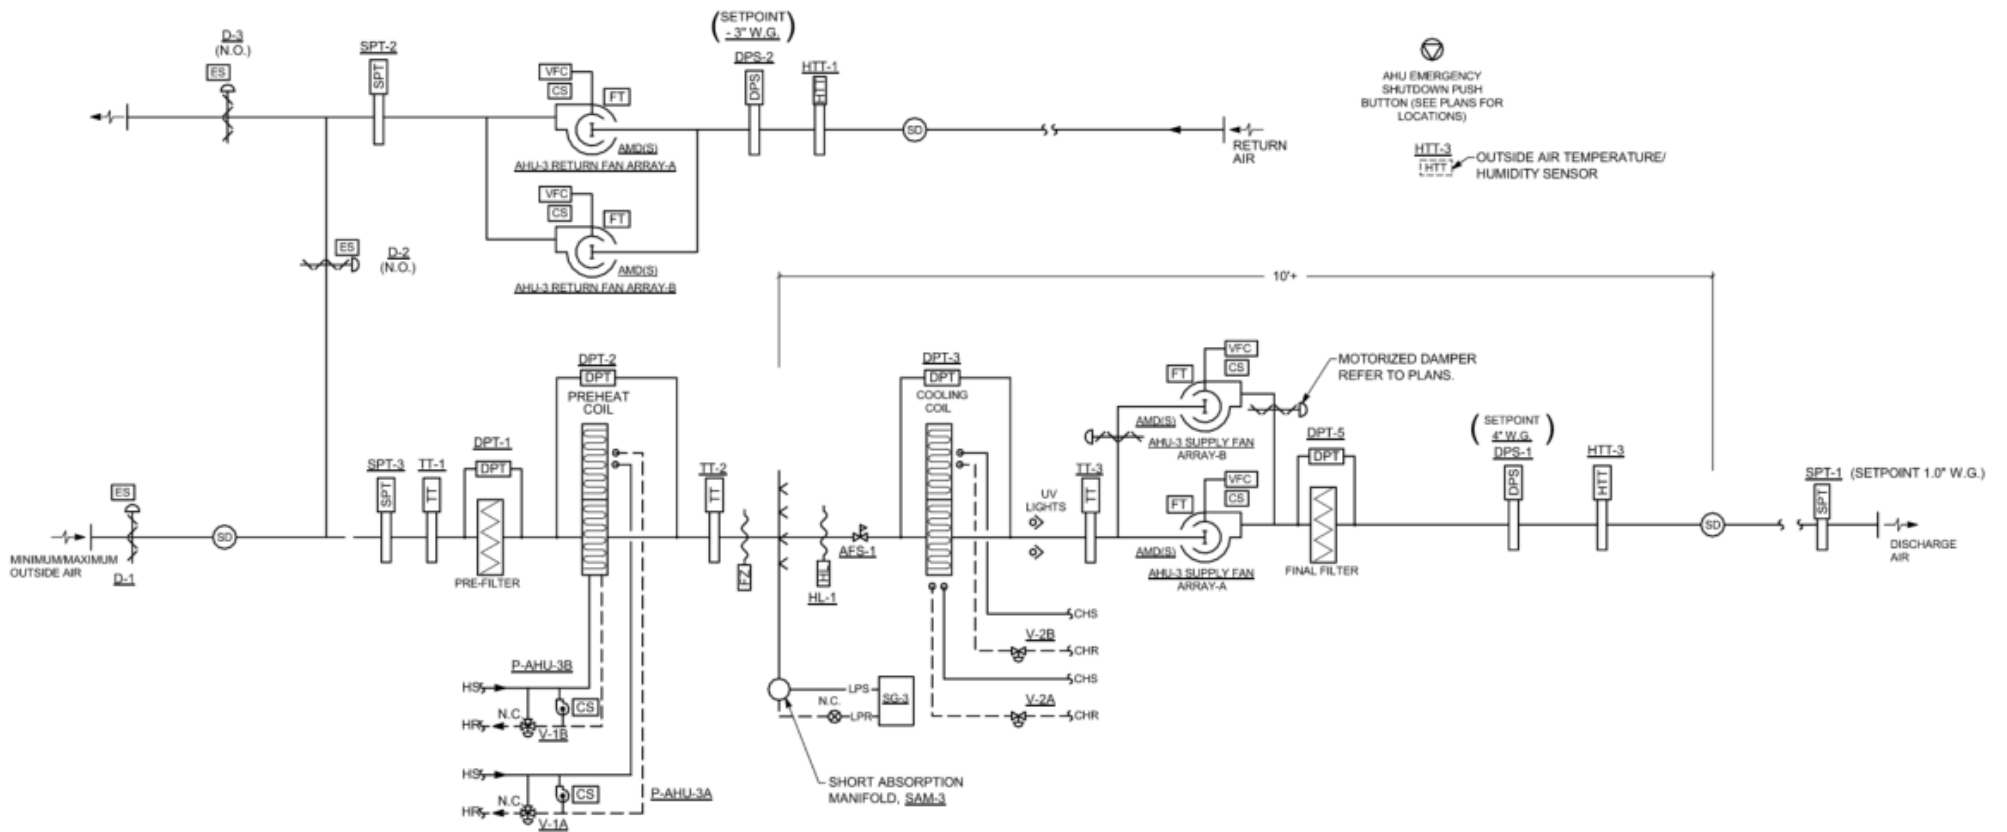 D-3
(N.O.)
ES
SPT-2
SPT
VFC
CS
FT
AMD(S)
AHU-3 RETURN FAN ARRAY-A
VFC
CS
FT
AMD(S)
AHU-3 RETURN FAN ARRAY-B
(SETPOINT
- 3" W.G.)
DPS-2
DPS
HTT-1
HTT
SD
RETURN
AIR
AHU EMERGENCY
SHUTDOWN PUSH
BUTTON (SEE PLANS FOR
LOCATIONS)
HTT-3
HTT
OUTSIDE AIR TEMPERATURE/
HUMIDITY SENSOR
ES
D-2
(N.O.)
10'+
ES
MINIMUM/MAXIMUM
OUTSIDE AIR
D-1
SD
SPT-3
SPT
TT-1
TT
DPT-1
DPT
PRE-FILTER
DPT-2
DPT
PREHEAT
COIL
TT-2
TT
FZ
HL
HL-1
AFS-1
DPT-3
DPT
COOLING
COIL
UV
LIGHTS
TT-3
TT
VFC
CS
FT
AMD(S)
AHU-3 SUPPLY FAN
ARRAY-B
MOTORIZED DAMPER
REFER TO PLANS.
VFC
CS
FT
AMD(S)
AHU-3 SUPPLY FAN
ARRAY-A
DPT-5
DPT
FINAL FILTER
(SETPOINT
4" W.G.)
DPS-1
DPS
HTT-3
HTT
SD
SPT-1 (SETPOINT 1.0" W.G.)
SPT
DISCHARGE
AIR
P-AHU-3B
HS
HR
N.C.
CS
V-1B
HS
HR
N.C.
CS
V-1A
P-AHU-3A
LPS
N.C.
LPR
SG-3
SHORT ABSORPTION
MANIFOLD, SAM-3
CHS
V-2B
CHR
CHS
V-2A
CHR